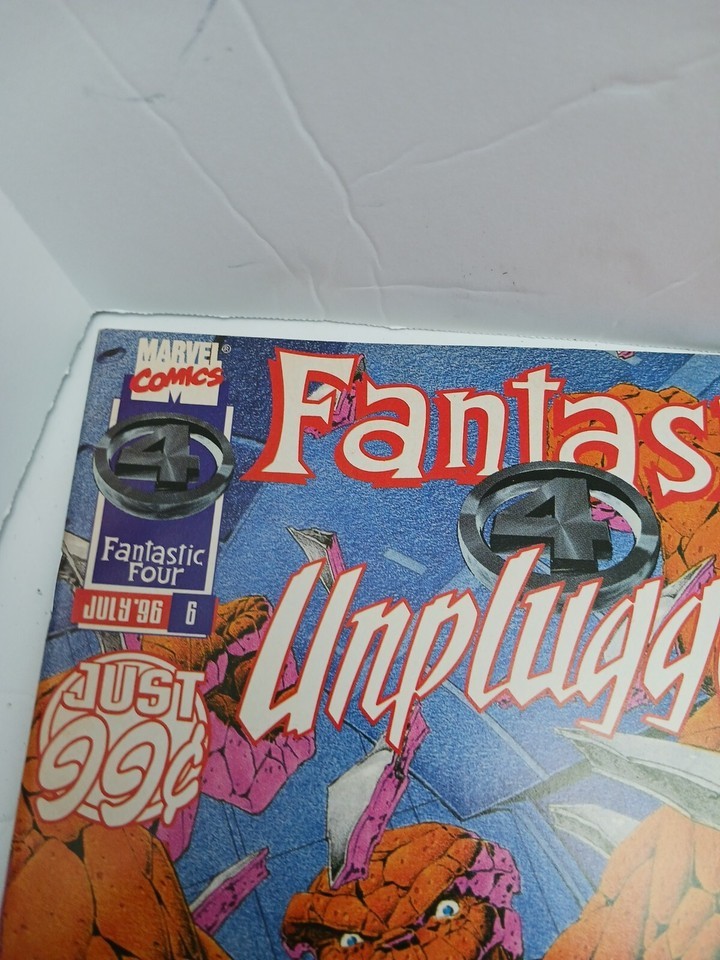 MARVEL®
COMICS
M
4
Fantastic
Four
JULY '96 6
JUST
99¢
Fantas
4
Unplugg